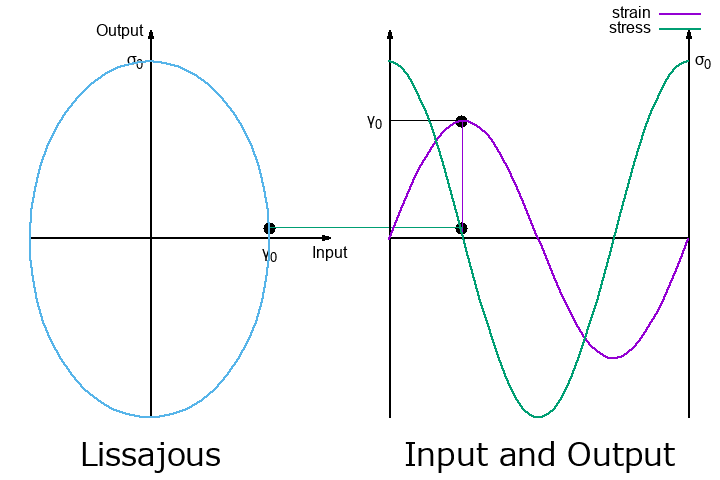 Output
σ0
γ0
Input
Lissajous
strain
stress
σ0
γ0
Input and Output